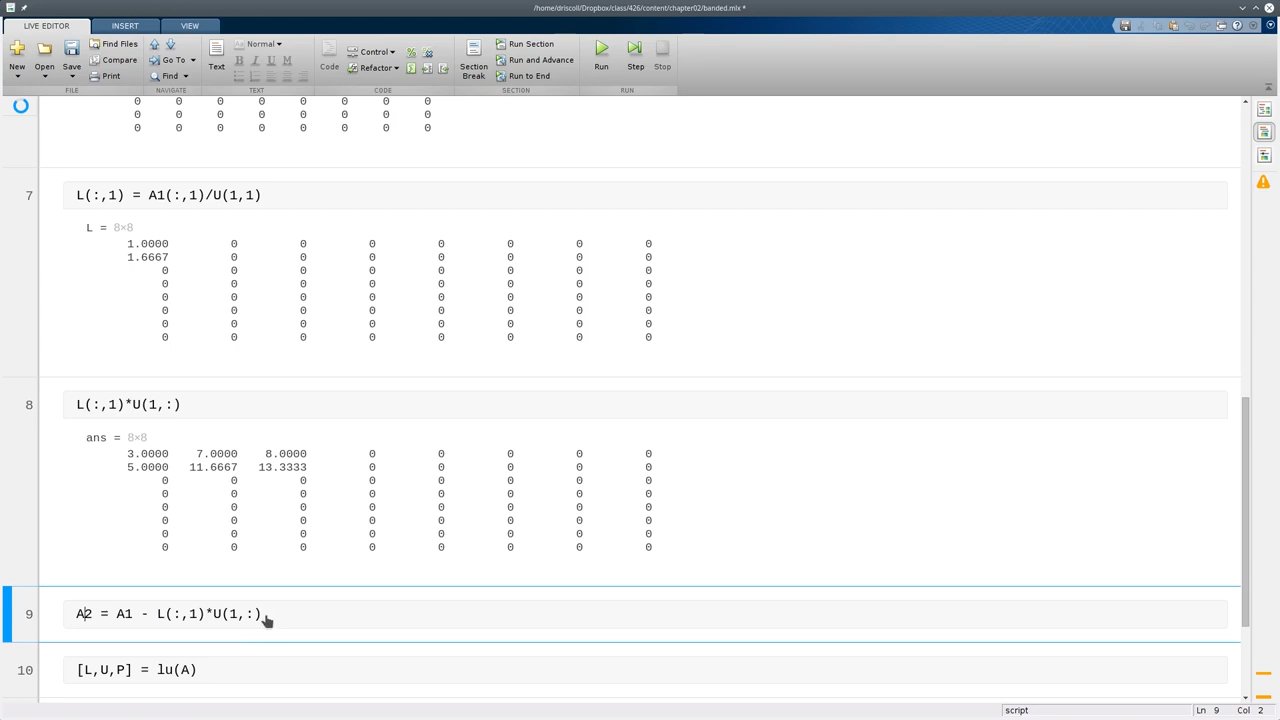 /home/driscoll/Dropbox/class/426/content/chapter02/banded.mlx *
LIVE EDITOR INSERT VIEW
New Open Save Find Files Compare Print Go To Find Text Normal B I U M Code Control Refactor Section Break Run Section Run and Advance Run to End Run Step Stop
FILE NAVIGATE TEXT CODE SECTION RUN
0 0 0 0 0 0 0 0
0 0 0 0 0 0 0 0
0 0 0 0 0 0 0 0
7 L(:,1) = A1(:,1)/U(1,1)
L = 8×8
1.0000 0 0 0 0 0 0 0
1.6667 0 0 0 0 0 0 0
0 0 0 0 0 0 0 0
0 0 0 0 0 0 0 0
0 0 0 0 0 0 0 0
0 0 0 0 0 0 0 0
0 0 0 0 0 0 0 0
0 0 0 0 0 0 0 0
8 L(:,1)*U(1,:)
ans = 8×8
3.0000 7.0000 8.0000 0 0 0 0 0
5.0000 11.6667 13.3333 0 0 0 0 0
0 0 0 0 0 0 0 0
0 0 0 0 0 0 0 0
0 0 0 0 0 0 0 0
0 0 0 0 0 0 0 0
0 0 0 0 0 0 0 0
0 0 0 0 0 0 0 0
9 A2 = A1 - L(:,1)*U(1,:)
10 [L,U,P] = lu(A)
script Ln 9 Col 2